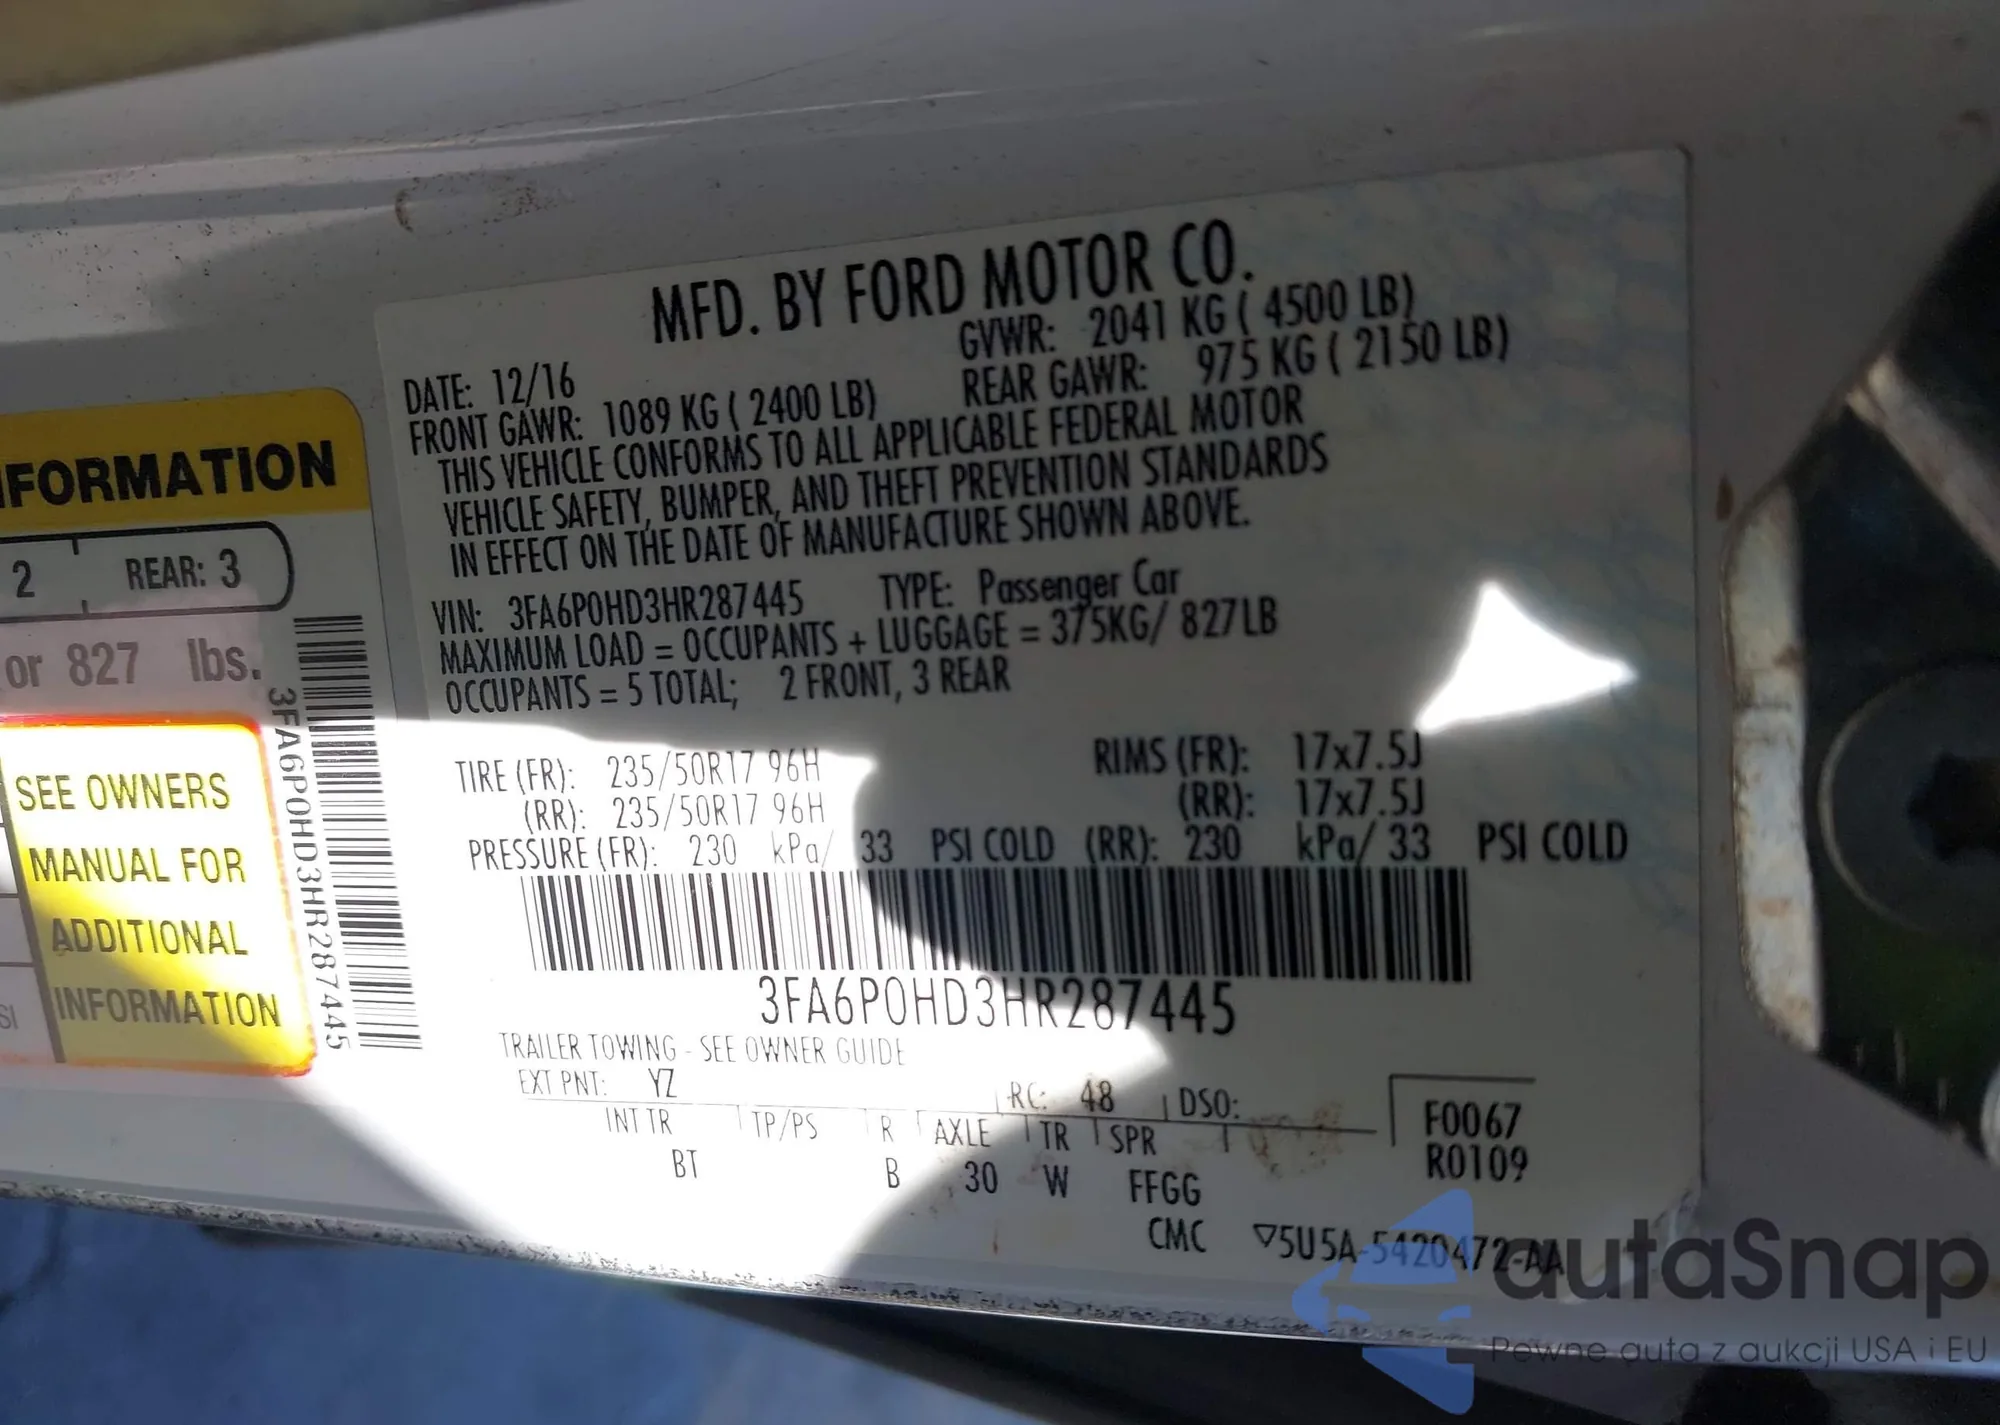 NFORMATION
2 REAR: 3
or 827 lbs.
SEE OWNERS
MANUAL FOR
ADDITIONAL
INFORMATION
SI
3FA6P0HD3HR287445
MFD. BY FORD MOTOR CO.
DATE: 12/16 GVWR: 2041 KG ( 4500 LB)
FRONT GAWR: 1089 KG ( 2400 LB) REAR GAWR: 975 KG ( 2150 LB)
THIS VEHICLE CONFORMS TO ALL APPLICABLE FEDERAL MOTOR
VEHICLE SAFETY, BUMPER, AND THEFT PREVENTION STANDARDS
IN EFFECT ON THE DATE OF MANUFACTURE SHOWN ABOVE.
VIN: 3FA6P0HD3HR287445 TYPE: Passenger Car
MAXIMUM LOAD = OCCUPANTS + LUGGAGE = 375KG/ 827LB
OCCUPANTS = 5 TOTAL; 2 FRONT, 3 REAR
TIRE (FR): 235/50R17 96H RIMS (FR): 17x7.5J
(RR): 235/50R17 96H (RR): 17x7.5J
PRESSURE (FR): 230 kPa/ 33 PSI COLD (RR): 230 kPa/ 33 PSI COLD
3FA6P0HD3HR287445
TRAILER TOWING - SEE OWNER GUIDE
EXT PNT: YZ RC: 48 DSO:
INT TR TP/PS R AXLE TR SPR F0067
BT B 30 W FFGG R0109
CMC ▽5U5A-5420472-AA
autaSnap
Pewne auta z aukcji USA i EU